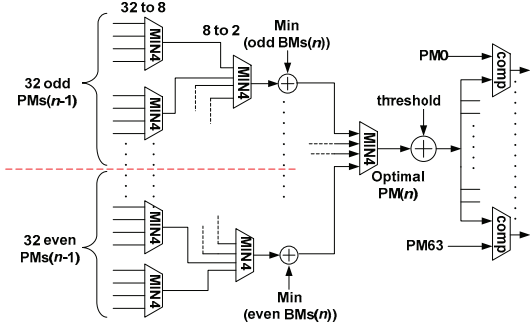 32 to 8
8 to 2
Min
(odd BMs(n))
MIN4
MIN4
MIN4
32 odd
PMs(n-1)
PM0
comp
threshold
MIN4
Optimal
PM(n)
32 even
PMs(n-1)
MIN4
MIN4
MIN4
PM63
comp
Min
(even BMs(n))